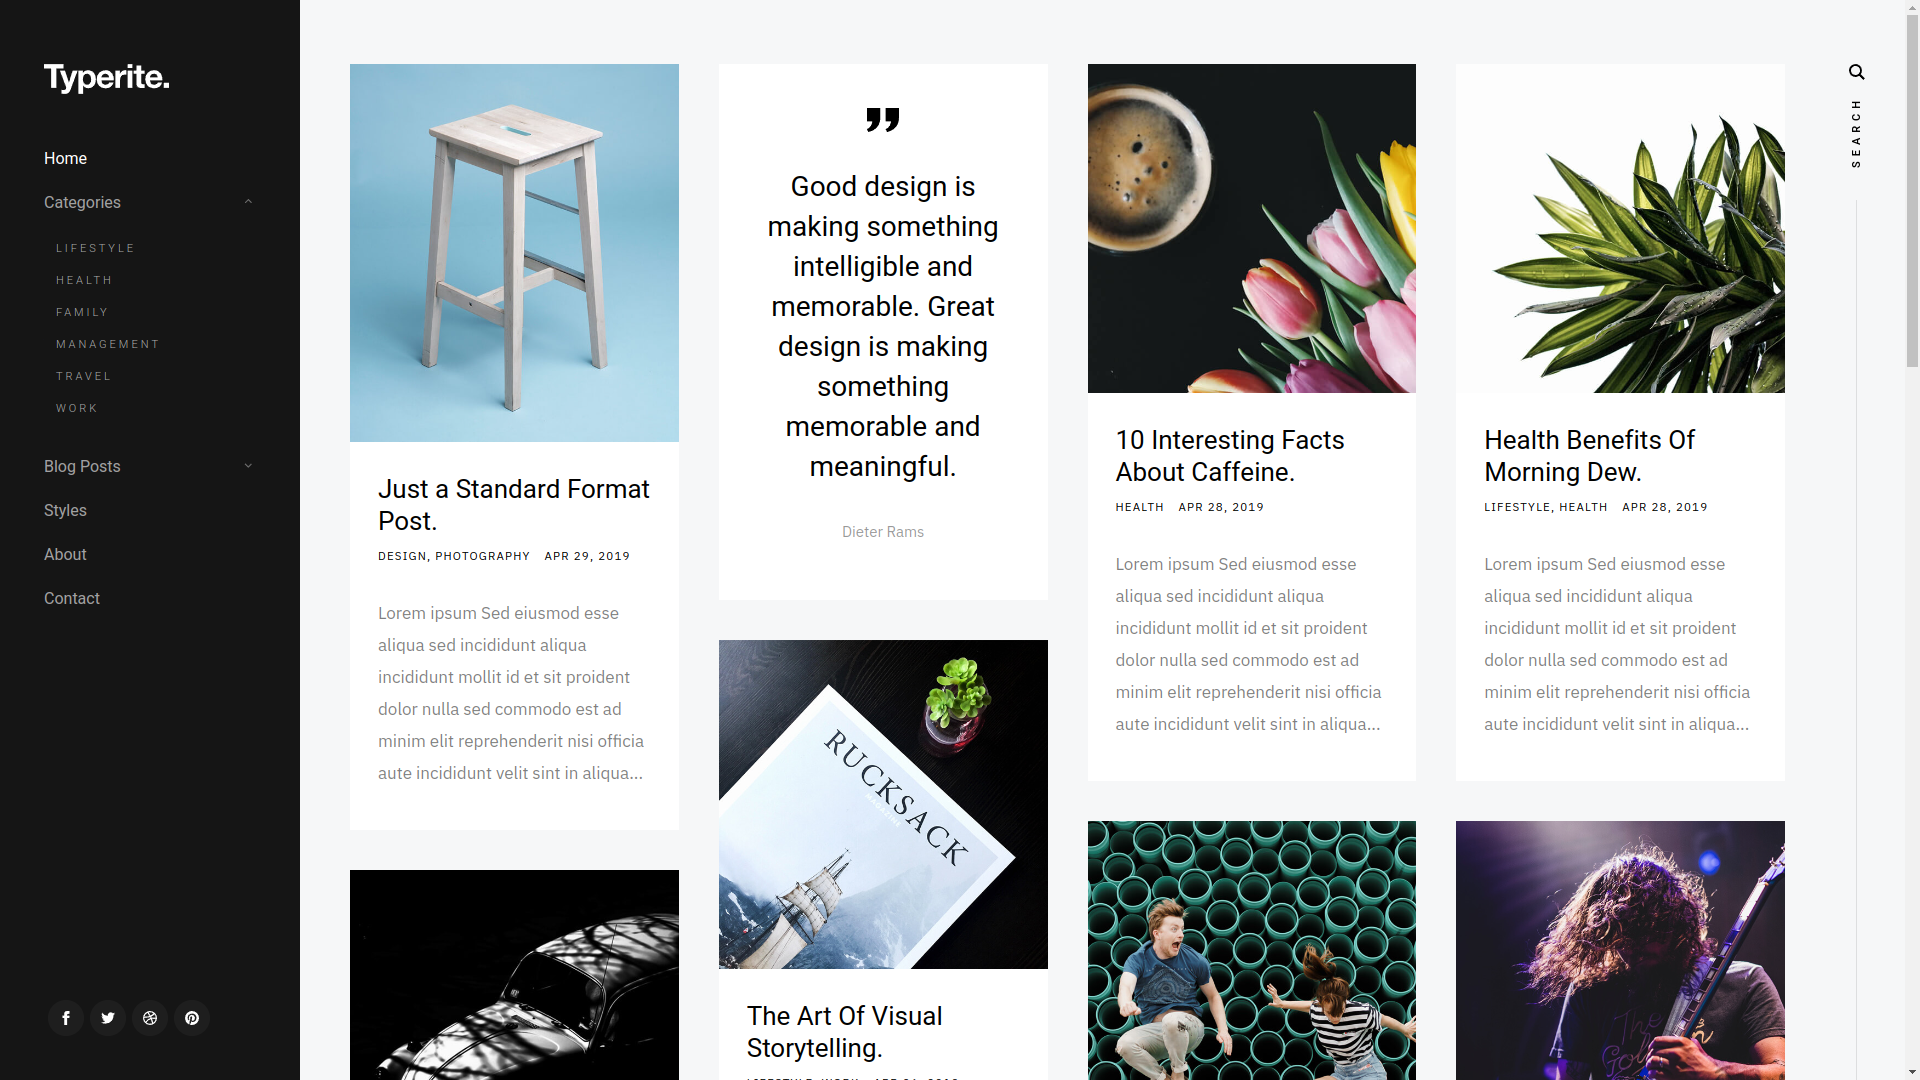 Typerite.
Home
Categories
LIFESTYLE
HEALTH
FAMILY
MANAGEMENT
TRAVEL
WORK
Blog Posts
Styles
About
Contact
Just a Standard Format
Post.
DESIGN, PHOTOGRAPHY APR 29, 2019
Lorem ipsum Sed eiusmod esse
aliqua sed incididunt aliqua
incididunt mollit id et sit proident
dolor nulla sed commodo est ad
minim elit reprehenderit nisi officia
aute incididunt velit sint in aliqua...
Good design is
making something
intelligible and
memorable. Great
design is making
something
memorable and
meaningful.
Dieter Rams
RUCKSACK
The Art Of Visual
Storytelling.
10 Interesting Facts
About Caffeine.
HEALTH APR 28, 2019
Lorem ipsum Sed eiusmod esse
aliqua sed incididunt aliqua
incididunt mollit id et sit proident
dolor nulla sed commodo est ad
minim elit reprehenderit nisi officia
aute incididunt velit sint in aliqua...
Health Benefits Of
Morning Dew.
LIFESTYLE, HEALTH APR 28, 2019
Lorem ipsum Sed eiusmod esse
aliqua sed incididunt aliqua
incididunt mollit id et sit proident
dolor nulla sed commodo est ad
minim elit reprehenderit nisi officia
aute incididunt velit sint in aliqua...
The
SEARCH